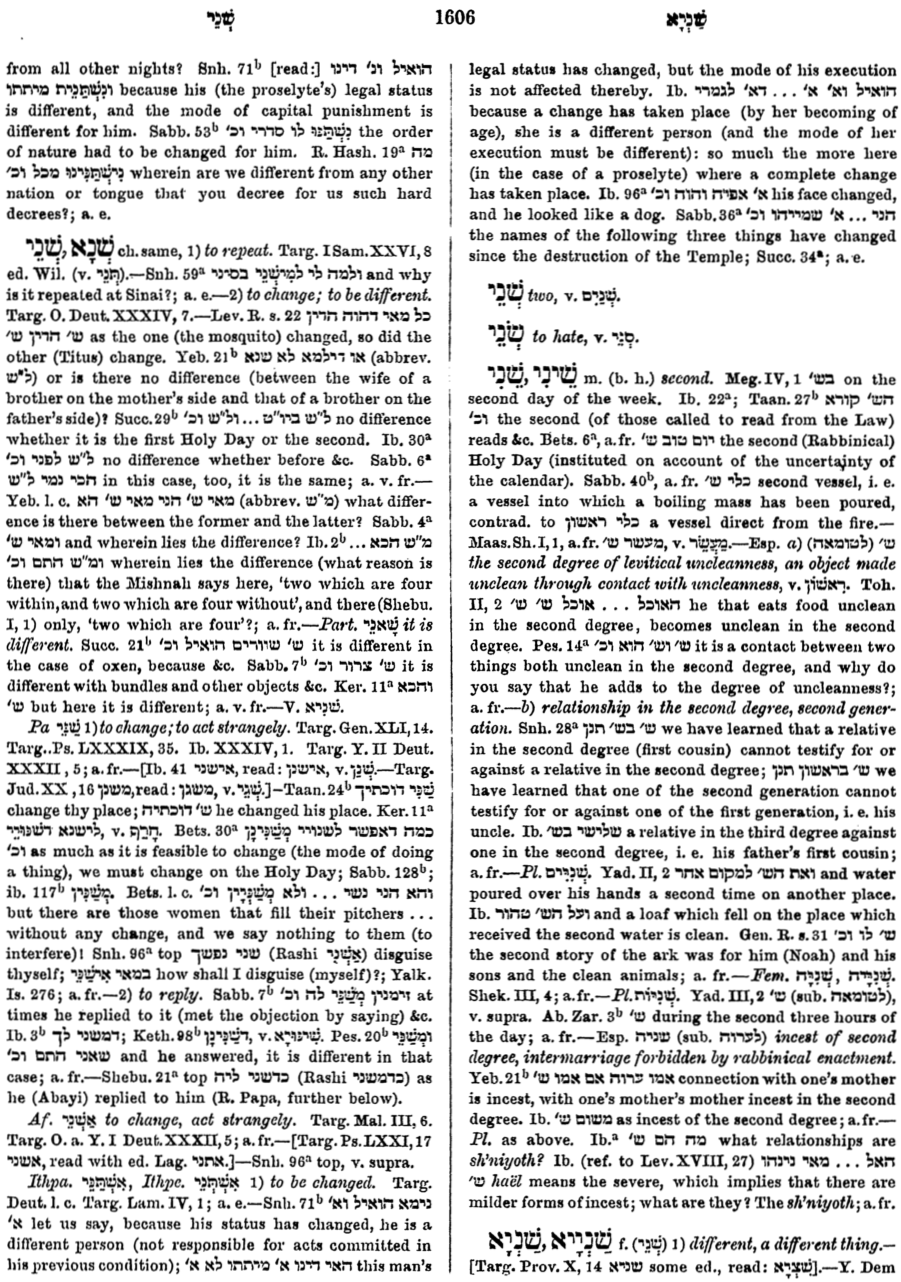 שְׁנֵי 1606 שַׁנְיָא
from all other nights? Snh. 71ᵇ [read:] הואיל וג׳ דינו
וְנִשְׁתַּנֵּית מיתתו because his (the proselyte's) legal status
is different, and the mode of capital punishment is
different for him. Sabb. 53ᵇ נִשְׁתַּנּוּ לו סדרי וכ׳ the order
of nature had to be changed for him. R. Hash. 19ᵃ מה
נִישְׁתַּנֵּינוּ מכל וכ׳ wherein are we different from any other
nation or tongue that you decree for us such hard
decrees?; a. e.
שְׁנָא, שְׁנֵי ch. same, 1) to repeat. Targ. I Sam. XXVI, 8
ed. Wil. (v. תְּנֵי).—Snh. 59ᵃ ולמה לי לְמִישְׁנֵי בסיני and why
is it repeated at Sinai?; a. e.—2) to change; to be different.
Targ. O. Deut. XXXIV, 7.—Lev. R. s. 22 כל מאי דהוה הדין
ש׳ הדין ש׳ as the one (the mosquito) changed, so did the
other (Titus) change. Yeb. 21ᵇ או דילמא לא שנא (abbrev.
ל״ש) or is there no difference (between the wife of a
brother on the mother's side and that of a brother on the
father's side)? Succ. 29ᵇ ל״ש ביו״ט ... ול״ש וכ׳ no difference
whether it is the first Holy Day or the second. Ib. 30ᵃ
ל״ש לפני וכ׳ no difference whether before &c. Sabb. 6ᵃ
הכי נמי ל״ש in this case, too, it is the same; a. v. fr.—
Yeb. l. c. מאי ש׳ הני מאי ש׳ הא (abbrev. מ״ש) what differ-
ence is there between the former and the latter? Sabb. 4ᵃ
ומאי ש׳ and wherein lies the difference? Ib. 2ᵇ מ״ש הכא ...
ומ״ש התם וכ׳ wherein lies the difference (what reason is
there) that the Mishnah says here, 'two which are four
within, and two which are four without', and there (Shebu.
I, 1) only, 'two which are four'?; a. fr.—Part. שָׁאנֵי it is
different. Succ. 21ᵇ ש׳ שוורים הואיל וכ׳ it is different in
the case of oxen, because &c. Sabb. 7ᵇ ש׳ צרור וכ׳ it is
different with bundles and other objects &c. Ker. 11ᵃ והכא
ש׳ but here it is different; a. v. fr.—V. שַׁנְיָא.
Pa שַׁנֵּי 1) to change; to act strangely. Targ. Gen. XLI, 14.
Targ.. Ps. LXXXIX, 35. Ib. XXXIV, 1. Targ. Y. II Deut.
XXXII, 5; a. fr.—[Ib. 41 אישני, read: אישנן, v. שְׁנַן.—Targ.
Jud. XX, 16 משנן, read: משגן, v. שְׁגֵי.]—Taan. 24ᵇ שַׁנֵּי דוכתיך
change thy place; ש׳ דוכתיה he changed his place. Ker. 11ᵃ
לישנא דשנויי, v. חָרַף. Bets. 30ᵃ כמה דאפשר לשנויי מְשַׁנִּינָן
וכ׳ as much as it is feasible to change (the mode of doing
a thing), we must change on the Holy Day; Sabb. 128ᵇ;
ib. 117ᵇ מְשַׁנִּין. Bets. l. c. והא הני נשי ... ולא מְשַׁנְּיָין וכ׳
but there are those women that fill their pitchers ...
without any change, and we say nothing to them (to
interfere)! Snh. 96ᵃ top שני נפשך (Rashi אַשְׁנֵי) disguise
thyself; במאי אִישַׁנֵּי how shall I disguise (myself)?; Yalk.
Is. 276; a. fr.—2) to reply. Sabb. 7ᵇ זימנין מְשַׁנֵּי לה וכ׳ at
times he replied to it (met the objection by saying) &c.
Ib. 3ᵇ דמשני לך; Keth. 98ᵇ דְּשַׁנֵּינָן, v. שִׁינּוּיָא. Pes. 20ᵇ וּמְשַׁנֵּי
שאני התם וכ׳ and he answered, it is different in that
case; a. fr.—Shebu. 21ᵃ top כדשני ליה (Rashi כדמשני) as
he (Abayi) replied to him (R. Papa, further below).
Af. אַשְׁנֵי to change, act strangely. Targ. Mal. III, 6.
Targ. O. a. Y. I Deut. XXXII, 5; a. fr.—[Targ. Ps. LXXI, 17
אשני, read with ed. Lag. אתני.]—Snh. 96ᵃ top, v. supra.
Ithpa. אִשְׁתַּנֵּי, Ithpe. אִשְׁתְּנֵי 1) to be changed. Targ.
Deut. l. c. Targ. Lam. IV, 1; a. e.—Snh. 71ᵇ נימא הואיל וא׳
א׳ let us say, because his status has changed, he is a
different person (not responsible for acts committed in
his previous condition); האי דינו א׳ מיתתו לא א׳ this man's
legal status has changed, but the mode of his execution
is not affected thereby. Ib. הואיל וא׳ א׳ ... דא׳ לגמרי
because a change has taken place (by her becoming of
age), she is a different person (and the mode of her
execution must be different): so much the more here
(in the case of a proselyte) where a complete change
has taken place. Ib. 96ᵃ א׳ אפיה והוה וכ׳ his face changed,
and he looked like a dog. Sabb. 36ᵃ הני ... א׳ שמייהו וכ׳
the names of the following three things have changed
since the destruction of the Temple; Succ. 34ᵃ; a. e.
שְׁנֵי two, v. שְׁנַיִם.
שְׂנֵי to hate, v. סְנֵי.
שֵׁנִי, שֵׁינִי m. (b. h.) second. Meg. IV, 1 בש׳ on the
second day of the week. Ib. 22ᵃ; Taan. 27ᵇ הש׳ קורא
וכ׳ the second (of those called to read from the Law)
reads &c. Bets. 6ᵃ, a. fr. יום טוב ש׳ the second (Rabbinical)
Holy Day (instituted on account of the uncertainty of
the calendar). Sabb. 40ᵇ, a. fr. כלי ש׳ second vessel, i. e.
a vessel into which a boiling mass has been poured,
contrad. to כלי ראשון a vessel direct from the fire.—
Maas. Sh. I, 1, a. fr. מעשר ש׳, v. מַעֲשֵׂר.—Esp. a) ש׳ (לטומאה)
the second degree of levitical uncleanness, an object made
unclean through contact with uncleanness, v. רִאשׁוֹן. Toh.
II, 2 האוכל ... אוכל ש׳ ש׳ he that eats food unclean
in the second degree, becomes unclean in the second
degree. Pes. 14ᵃ ש׳ וש׳ הוא וכ׳ it is a contact between two
things both unclean in the second degree, and why do
you say that he adds to the degree of uncleanness?;
a. fr.—b) relationship in the second degree, second gener-
ation. Snh. 28ᵃ ש׳ בש׳ תנן we have learned that a relative
in the second degree (first cousin) cannot testify for or
against a relative in the second degree; ש׳ בראשון תנן we
have learned that one of the second generation cannot
testify for or against one of the first generation, i. e. his
uncle. Ib. שלישי בש׳ a relative in the third degree against
one in the second degree, i. e. his father's first cousin;
a. fr.—Pl. שְׁנִיִּים. Yad. II, 2 ואת הש׳ למקום אחר and water
poured over his hands a second time on another place.
Ib. ועל הש׳ טהור and a loaf which fell on the place which
received the second water is clean. Gen. R. s. 31 ש׳ לו וכ׳
the second story of the ark was for him (Noah) and his
sons and the clean animals; a. fr.—Fem. שְׁנִיָּיה, שְׁנִיָּה.
Shek. III, 4; a. fr.—Pl. שְׁנִיּוֹת. Yad. III, 2 ש׳ (sub. לטומאה),
v. supra. Ab. Zar. 3ᵇ ש׳ during the second three hours of
the day; a. fr.—Esp. שניה (sub. לערוה) incest of second
degree, intermarriage forbidden by rabbinical enactment.
Yeb. 21ᵇ אמו ערוה אם אמו ש׳ connection with one's mother
is incest, with one's mother's mother incest in the second
degree. Ib. משום ש׳ as incest of the second degree; a. fr.—
Pl. as above. Ib.ᵃ מה הם ש׳ what relationships are
sh'niyoth? Ib. (ref. to Lev. XVIII, 27) האל ... מאי נינהו
ש׳ haël means the severe, which implies that there are
milder forms of incest; what are they? The sh'niyoth; a. fr.
שַׁנְיָא, שַׁנְיָיא f. (שְׁנֵי) 1) different, a different thing.—
[Targ. Prov. X, 14 שניא some ed., read: שְׁצָיָא].—Y. Dem